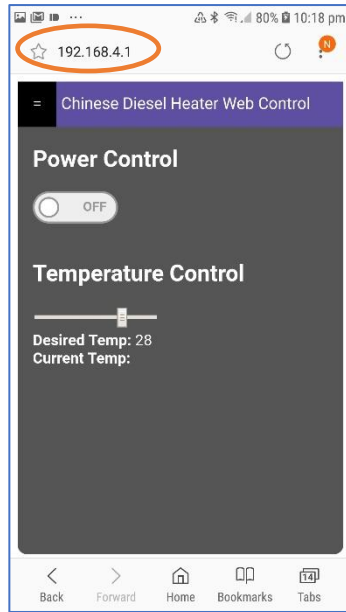 80% 10:18 pm
192.168.4.1
N
= Chinese Diesel Heater Web Control
Power Control
OFF
Temperature Control
Desired Temp: 28
Current Temp:
14
Back Forward Home Bookmarks Tabs